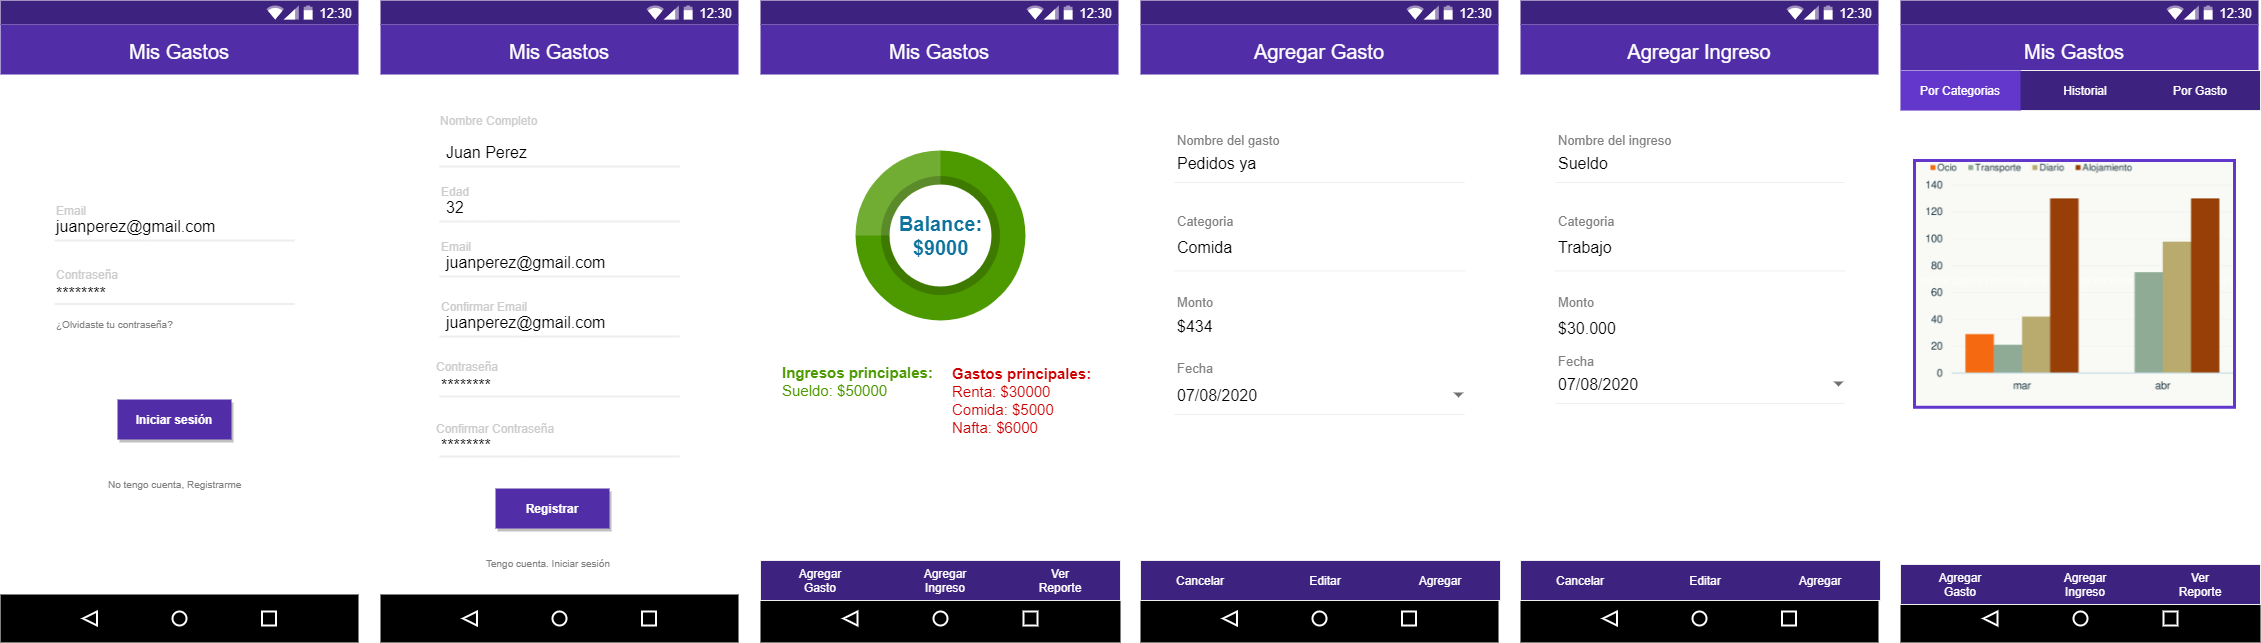 12:30
Mis Gastos
Email
juanperez@gmail.com
Contraseña
********
¿Olvidaste tu contraseña?
Iniciar sesión
No tengo cuenta, Registrarme
12:30
Mis Gastos
Nombre Completo
Juan Perez
Edad
32
Email
juanperez@gmail.com
Confirmar Email
juanperez@gmail.com
Contraseña
********
Confirmar Contraseña
********
Registrar
Tengo cuenta. Iniciar sesión
12:30
Mis Gastos
Balance:
$9000
Ingresos principales:
Sueldo: $50000
Gastos principales:
Renta: $30000
Comida: $5000
Nafta: $6000
Agregar
Gasto
Agregar
Ingreso
Ver
Reporte
12:30
Agregar Gasto
Nombre del gasto
Pedidos ya
Categoria
Comida
Monto
$434
Fecha
07/08/2020
Cancelar
Editar
Agregar
12:30
Agregar Ingreso
Nombre del ingreso
Sueldo
Categoria
Trabajo
Monto
$30.000
Fecha
07/08/2020
Cancelar
Editar
Agregar
12:30
Mis Gastos
Por Categorias
Historial
Por Gasto
Ocio Transporte Diario Alojamiento
140
120
100
80
60
40
20
0
mar
abr
Agregar
Gasto
Agregar
Ingreso
Ver
Reporte